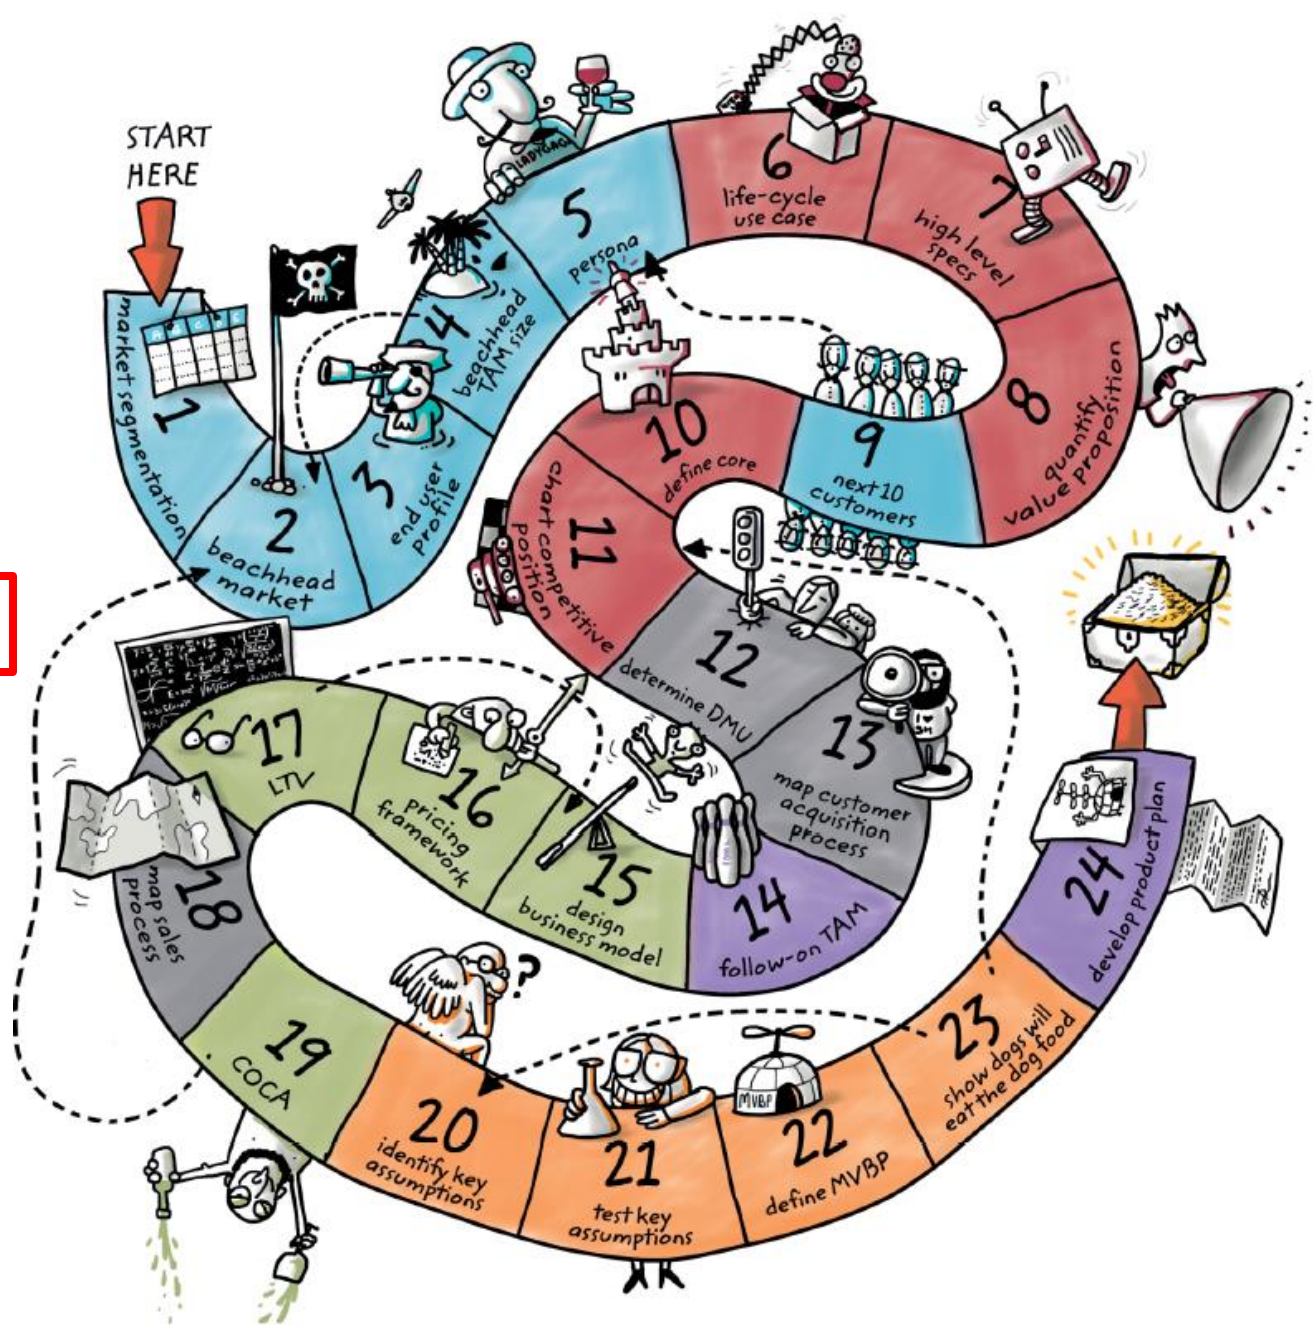 START
HERE
1
market segmentation
2
beachhead
market
3
end user
profile
4
beachhead
TAM size
5
persona
LADYGAGA
6
life-cycle
use case
7
high level
specs
8
quantify
value proposition
9
next 10
customers
10
define core
11
chart competitive
position
12
determine DMU
13
map customer
acquisition
process
I ♥
14
follow-on TAM
15
design
business model
16
pricing
framework
17
LTV
18
map sales
process
19
COCA
20
identify key
assumptions
?
21
test key
assumptions
22
define MVBP
MVBP
23
show dogs will
eat the dog food
24
develop product plan